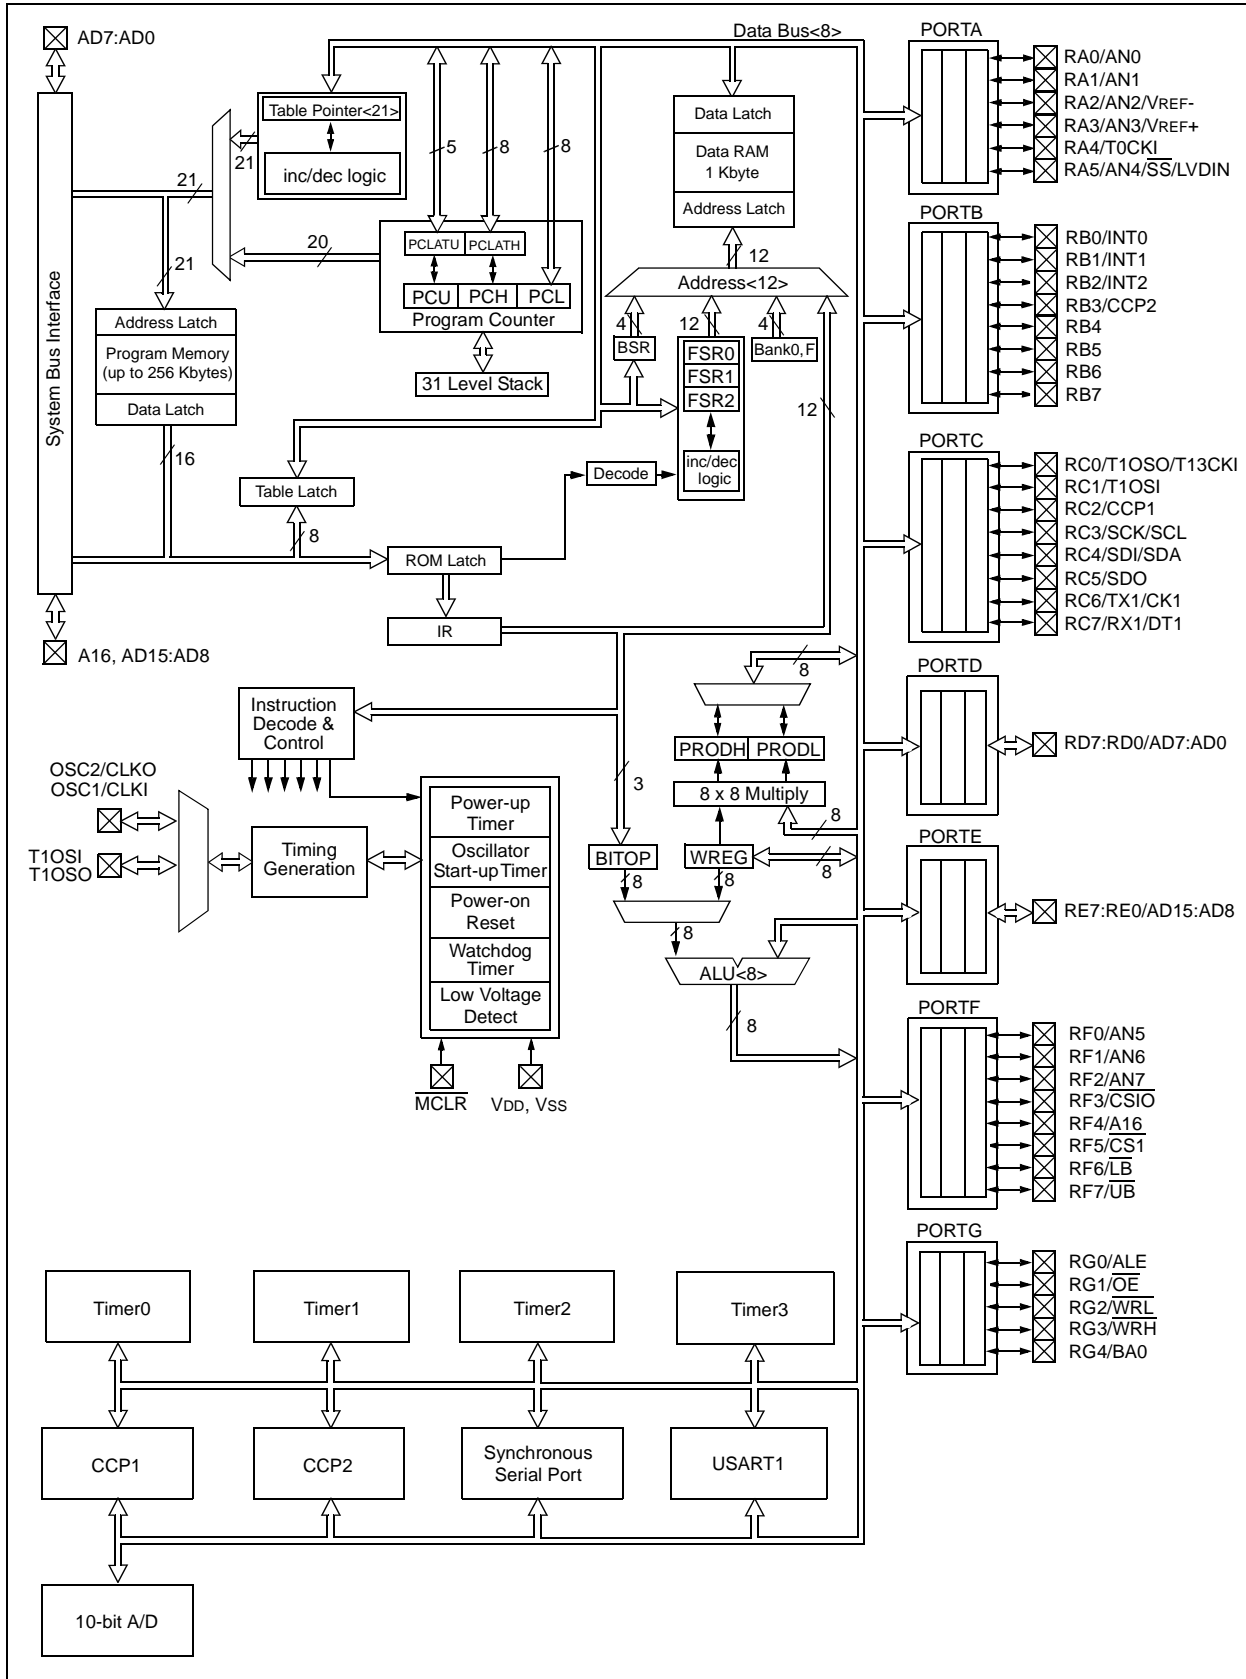 Data Bus<8>
AD7:AD0
System Bus Interface
A16, AD15:AD8
21
Table Pointer<21>
inc/dec logic
21
5
8
8
20
PCLATU
PCLATH
PCU
PCH
PCL
Program Counter
31 Level Stack
21
Address Latch
Program Memory
(up to 256 Kbytes)
Data Latch
16
Table Latch
8
ROM Latch
IR
Decode
Data Latch
Data RAM
1 Kbyte
Address Latch
12
Address<12>
4
12
4
BSR
FSR0
FSR1
FSR2
inc/dec
logic
Bank0, F
12
8
PRODH
PRODL
8 x 8 Multiply
8
3
BITOP
WREG
8
8
8
8
ALU<8>
8
Instruction
Decode &
Control
OSC2/CLKO
OSC1/CLKI
T1OSI
T1OSO
Timing
Generation
Power-up
Timer
Oscillator
Start-up Timer
Power-on
Reset
Watchdog
Timer
Low Voltage
Detect
MCLR
VDD, VSS
PORTA
RA0/AN0
RA1/AN1
RA2/AN2/VREF-
RA3/AN3/VREF+
RA4/T0CKI
RA5/AN4/SS/LVDIN
PORTB
RB0/INT0
RB1/INT1
RB2/INT2
RB3/CCP2
RB4
RB5
RB6
RB7
PORTC
RC0/T1OSO/T13CKI
RC1/T1OSI
RC2/CCP1
RC3/SCK/SCL
RC4/SDI/SDA
RC5/SDO
RC6/TX1/CK1
RC7/RX1/DT1
PORTD
RD7:RD0/AD7:AD0
PORTE
RE7:RE0/AD15:AD8
PORTF
RF0/AN5
RF1/AN6
RF2/AN7
RF3/CSIO
RF4/A16
RF5/CS1
RF6/LB
RF7/UB
PORTG
RG0/ALE
RG1/OE
RG2/WRL
RG3/WRH
RG4/BA0
Timer0
Timer1
Timer2
Timer3
CCP1
CCP2
Synchronous
Serial Port
USART1
10-bit A/D